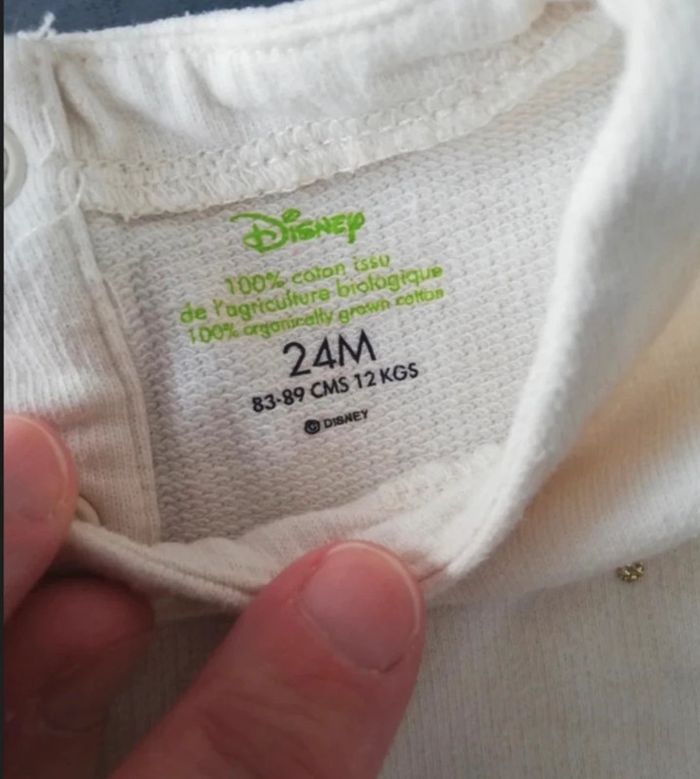 Disney
100% coton issu
de l'agriculture biologique
100% organically grown cotton
24M
83-89 CMS 12 KGS
© DISNEY